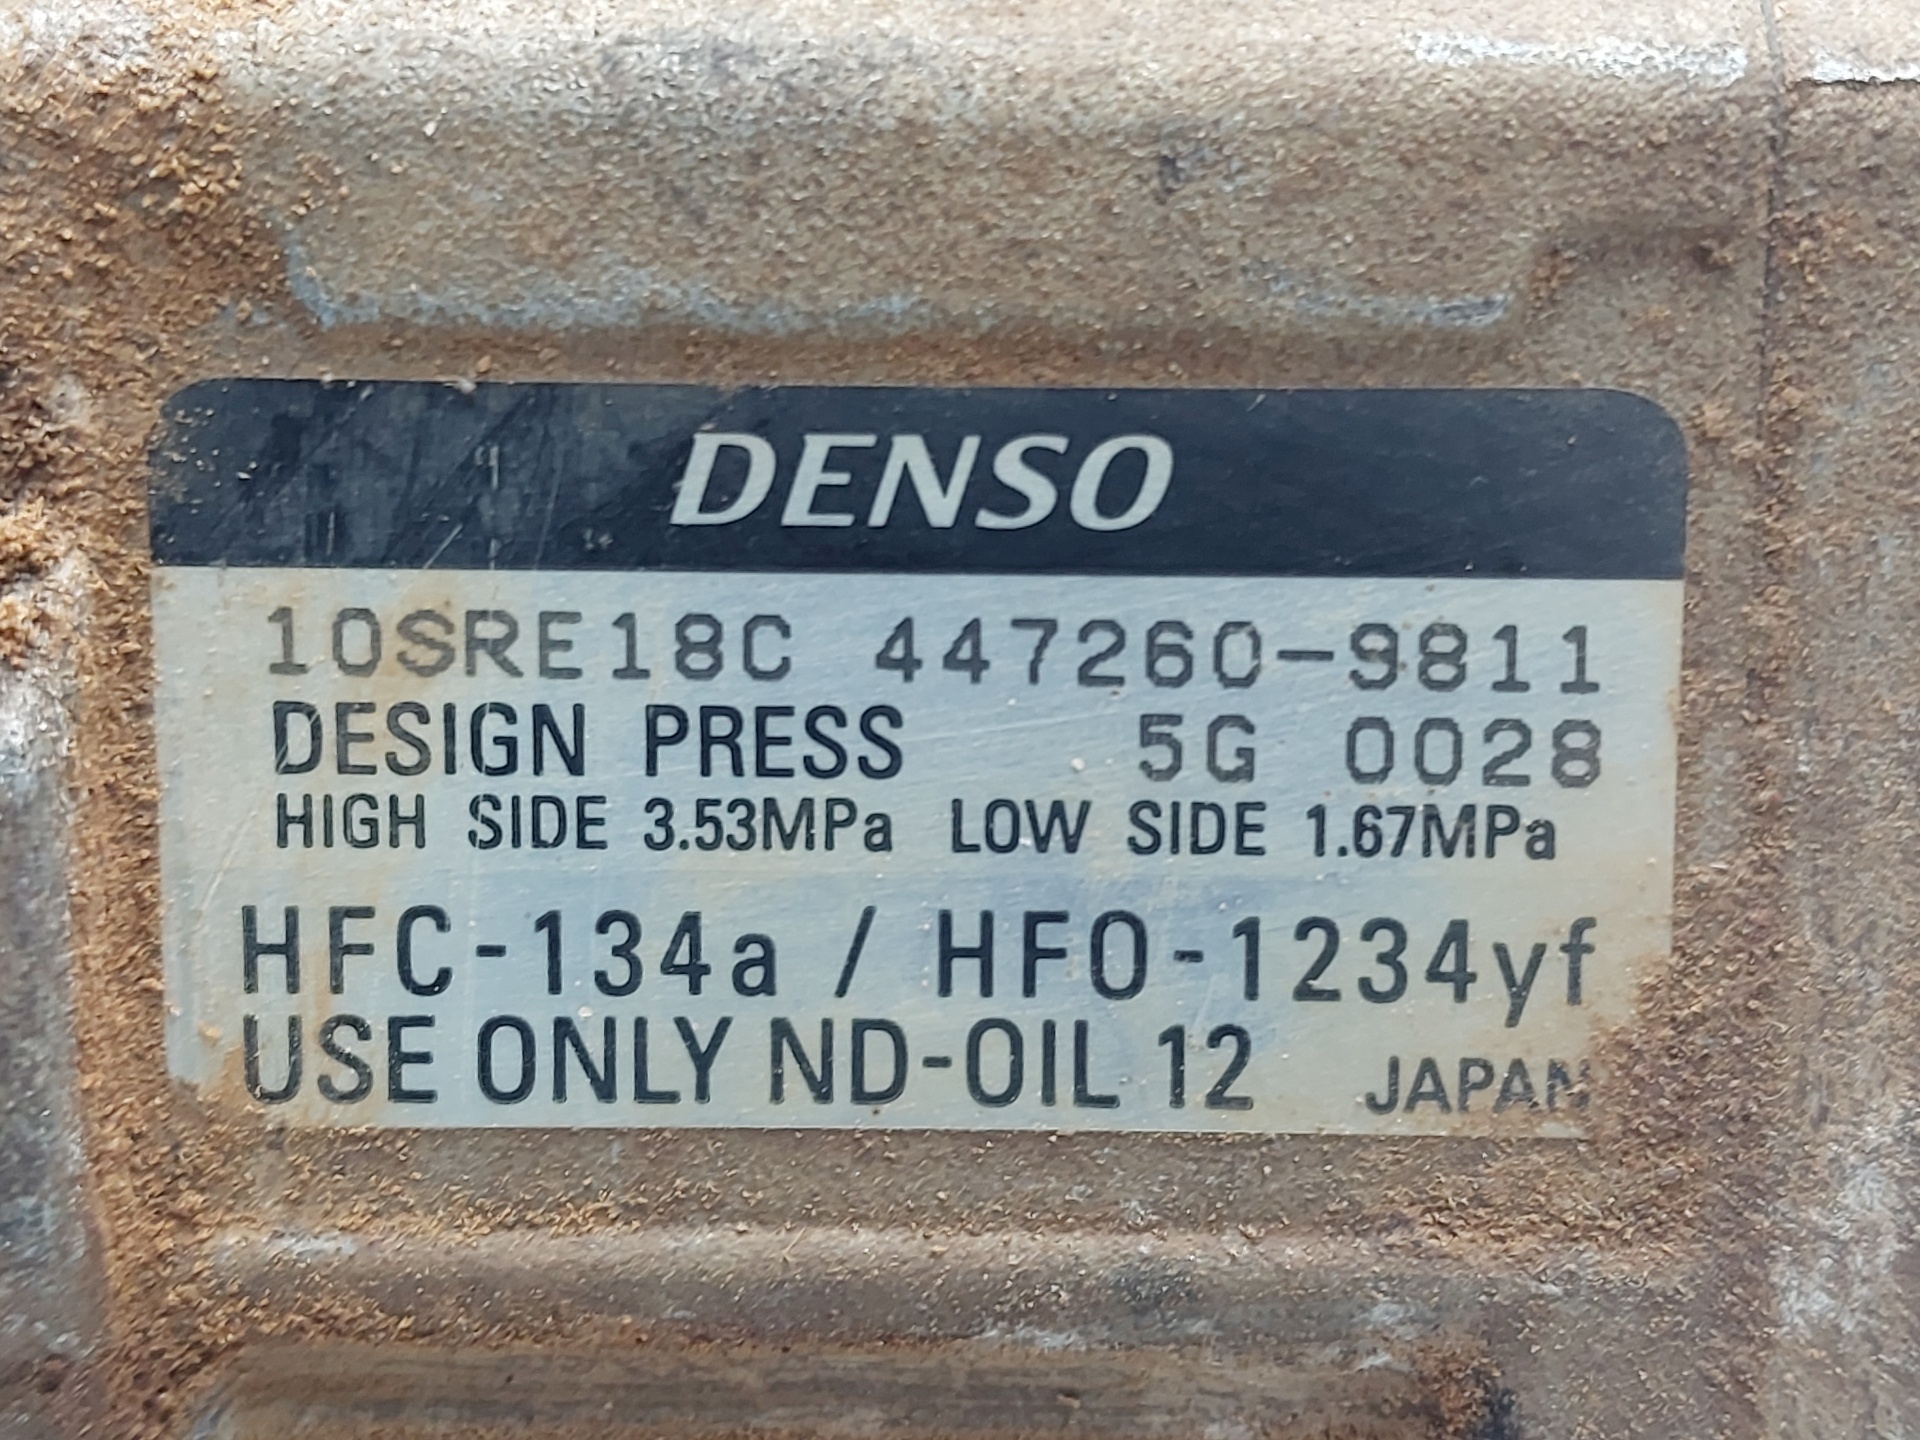 DENSO
10SRE18C 447260-9811
DESIGN PRESS 5G 0028
HIGH SIDE 3.53MPa LOW SIDE 1.67MPa
HFC-134a / HFO-1234yf
USE ONLY ND-OIL 12 JAPAN